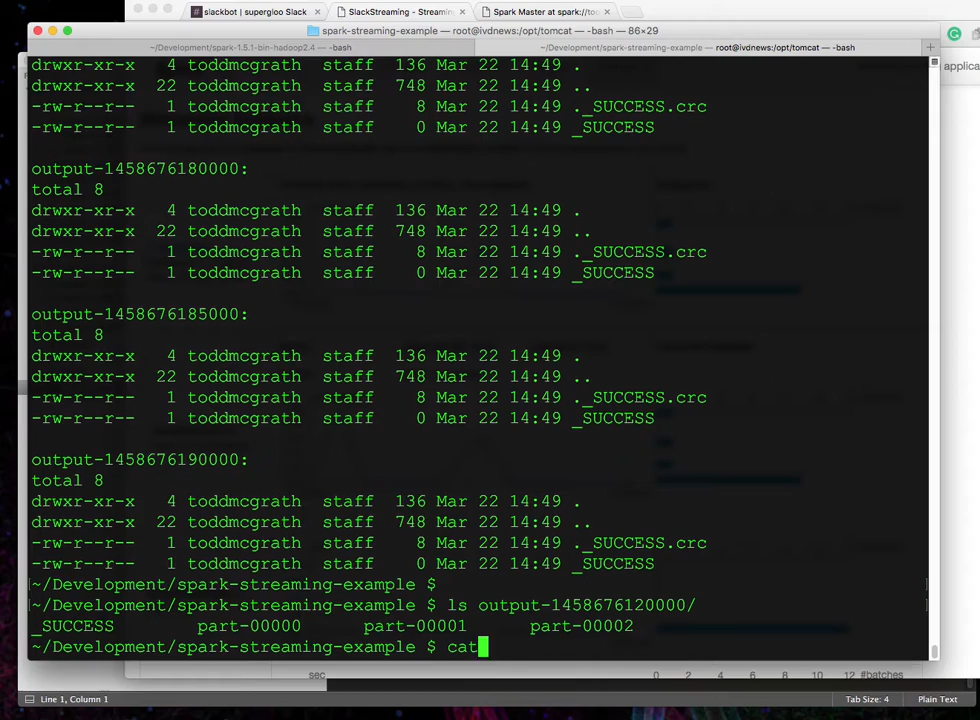 slackbot | supergloo Slack × SlackStreaming - Streamin × Spark Master at spark://too ×
spark-streaming-example — root@ivdnews:/opt/tomcat — -bash — 86×29
~/Development/spark-1.5.1-bin-hadoop2.4 — -bash ~/Development/spark-streaming-example — root@ivdnews:/opt/tomcat — -bash +
applica
drwxr-xr-x 4 toddmcgrath staff 136 Mar 22 14:49 .
drwxr-xr-x 22 toddmcgrath staff 748 Mar 22 14:49 ..
-rw-r--r-- 1 toddmcgrath staff 8 Mar 22 14:49 ._SUCCESS.crc
-rw-r--r-- 1 toddmcgrath staff 0 Mar 22 14:49 _SUCCESS
output-1458676180000:
total 8
drwxr-xr-x 4 toddmcgrath staff 136 Mar 22 14:49 .
drwxr-xr-x 22 toddmcgrath staff 748 Mar 22 14:49 ..
-rw-r--r-- 1 toddmcgrath staff 8 Mar 22 14:49 ._SUCCESS.crc
-rw-r--r-- 1 toddmcgrath staff 0 Mar 22 14:49 _SUCCESS
output-1458676185000:
total 8
drwxr-xr-x 4 toddmcgrath staff 136 Mar 22 14:49 .
drwxr-xr-x 22 toddmcgrath staff 748 Mar 22 14:49 ..
-rw-r--r-- 1 toddmcgrath staff 8 Mar 22 14:49 ._SUCCESS.crc
-rw-r--r-- 1 toddmcgrath staff 0 Mar 22 14:49 _SUCCESS
output-1458676190000:
total 8
drwxr-xr-x 4 toddmcgrath staff 136 Mar 22 14:49 .
drwxr-xr-x 22 toddmcgrath staff 748 Mar 22 14:49 ..
-rw-r--r-- 1 toddmcgrath staff 8 Mar 22 14:49 ._SUCCESS.crc
-rw-r--r-- 1 toddmcgrath staff 0 Mar 22 14:49 _SUCCESS
~/Development/spark-streaming-example $
~/Development/spark-streaming-example $ ls output-1458676120000/
_SUCCESS part-00000 part-00001 part-00002
~/Development/spark-streaming-example $ cat
sec 0 2 4 6 8 10 12 #batches
Line 1, Column 1 Tab Size: 4 Plain Text